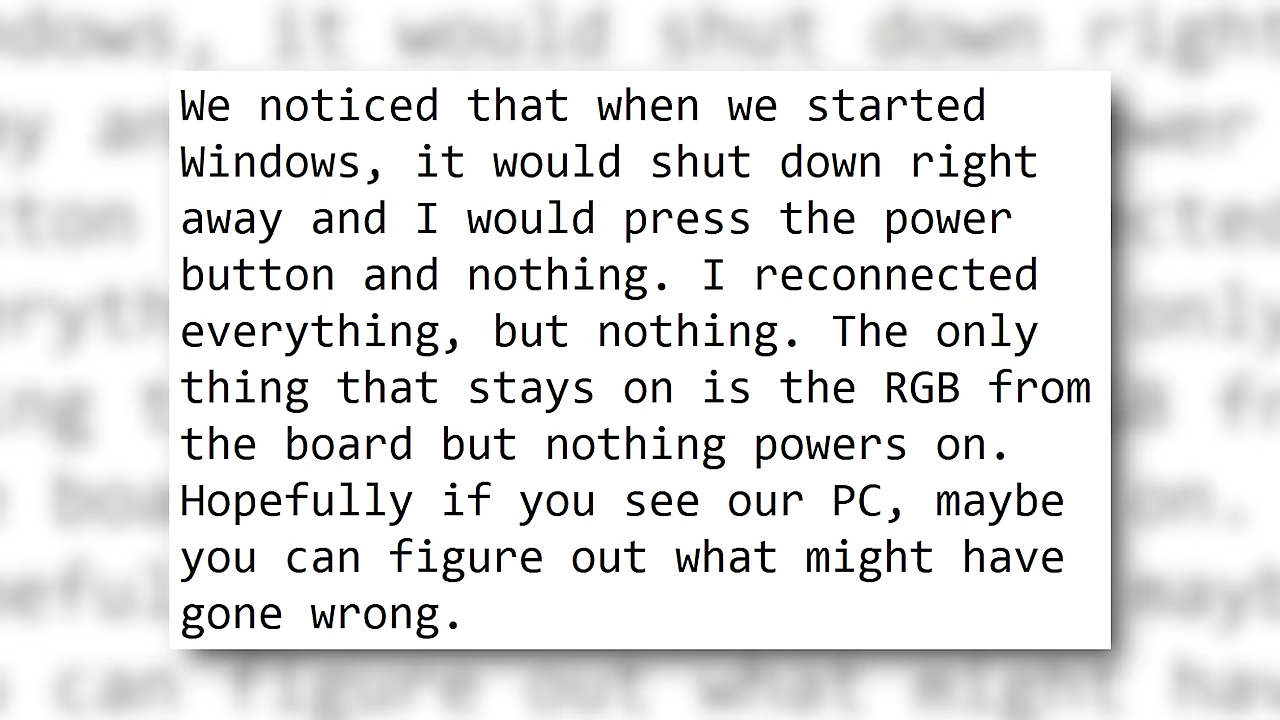 We noticed that when we started
Windows, it would shut down right
away and I would press the power
button and nothing. I reconnected
everything, but nothing. The only
thing that stays on is the RGB from
the board but nothing powers on.
Hopefully if you see our PC, maybe
you can figure out what might have
gone wrong.